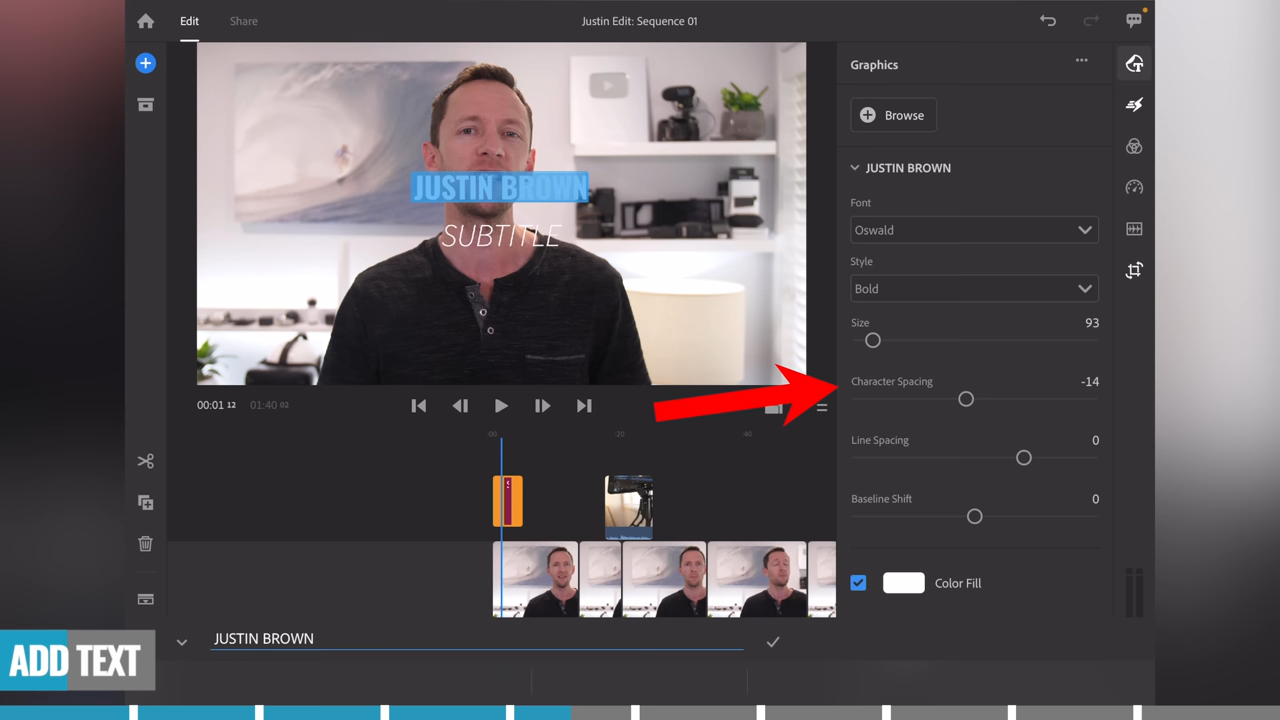 Edit
Share
Justin Edit: Sequence 01
Graphics
Browse
JUSTIN BROWN
Font
Oswald
Style
Bold
Size
93
Character Spacing
-14
Line Spacing
0
Baseline Shift
0
Color Fill
JUSTIN BROWN
SUBTITLE
00:01 12
01:40 02
:00
:20
:40
S
JUSTIN BROWN
ADD TEXT